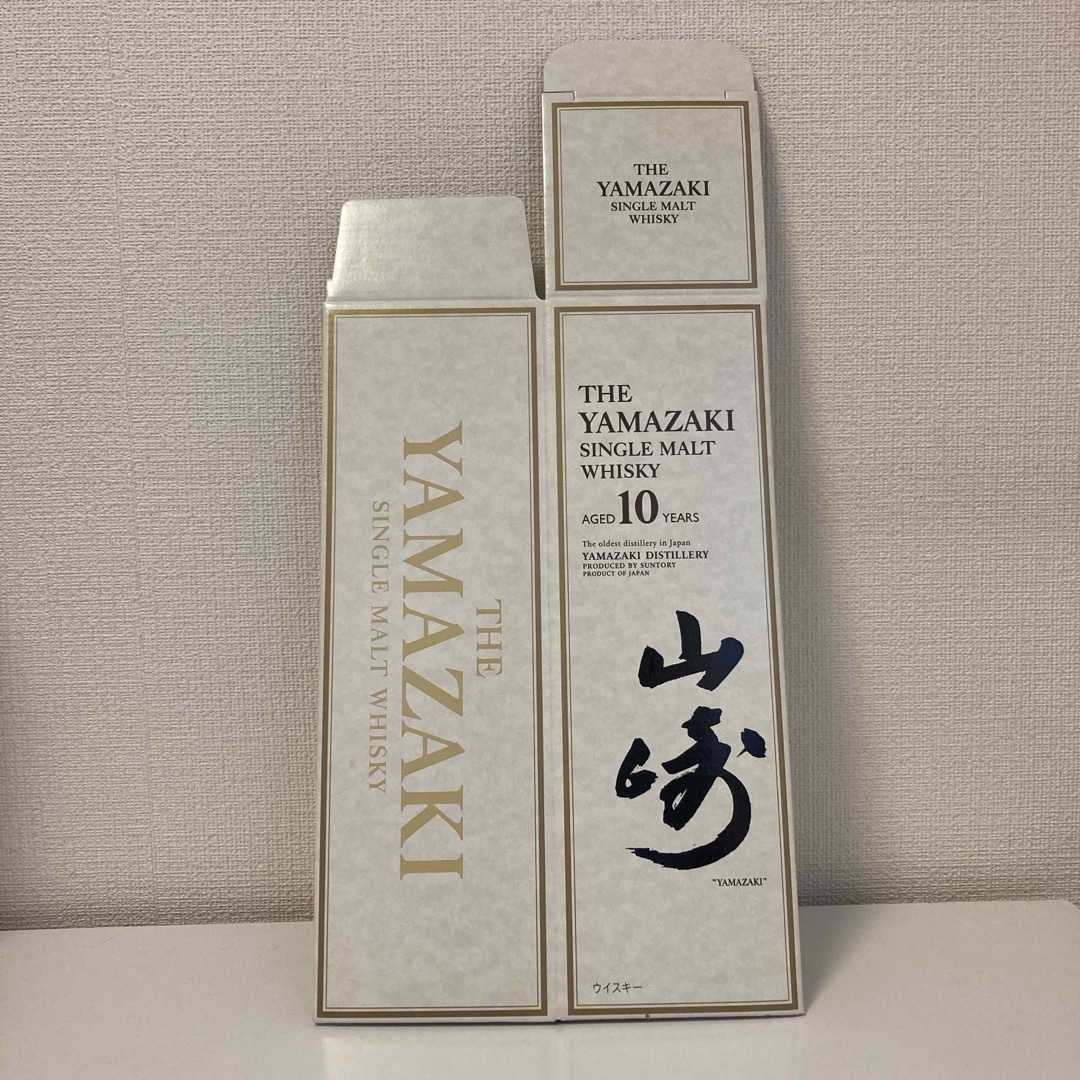 THE
YAMAZAKI
SINGLE MALT
WHISKY
THE
YAMAZAKI
SINGLE MALT WHISKY
THE
YAMAZAKI
SINGLE MALT
WHISKY
AGED 10 YEARS
The oldest distillery in Japan
YAMAZAKI DISTILLERY
PRODUCED BY SUNTORY
PRODUCT OF JAPAN
山
崎
"YAMAZAKI"
ウイスキー